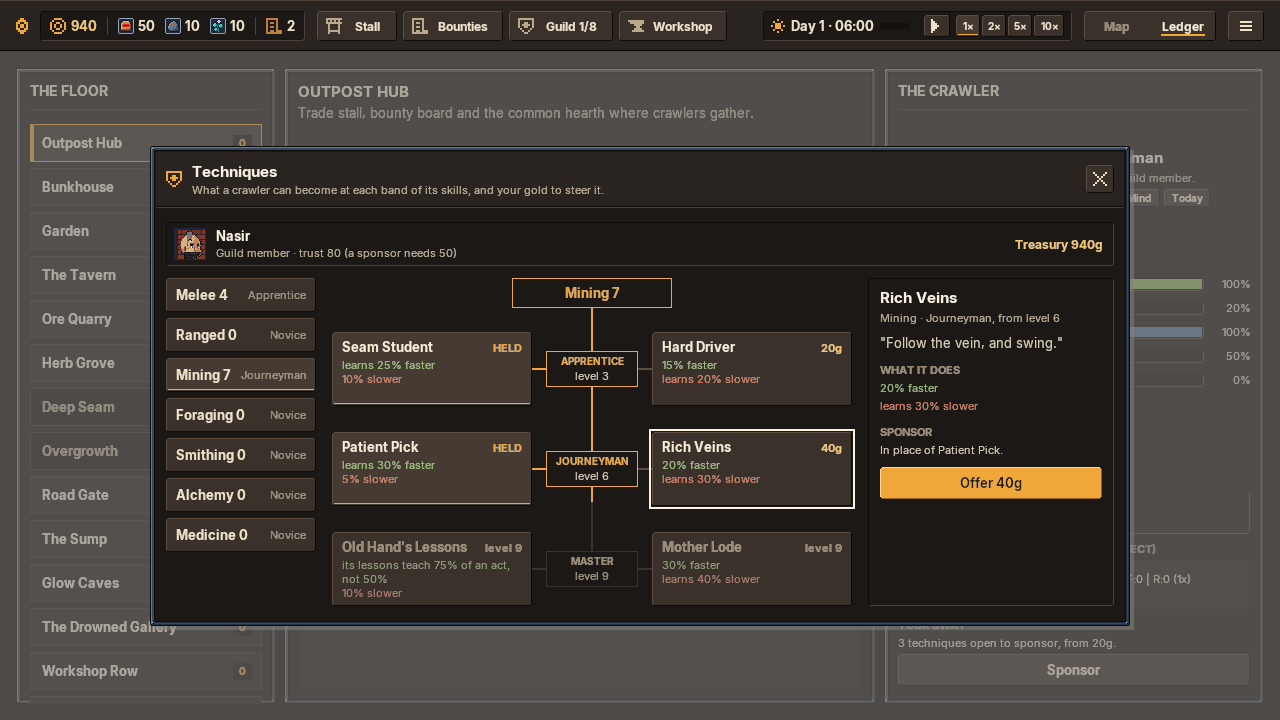 940 50 10 10 2 Stall Bounties Guild 1/8 Workshop Day 1 · 06:00 1x 2x 5x 10x Map Ledger
THE FLOOR
Outpost Hub 0
Bunkhouse
Garden
The Tavern
Ore Quarry
Herb Grove
Deep Seam
Overgrowth
Road Gate
The Sump
Glow Caves
The Drowned Gallery 0
Workshop Row 0
OUTPOST HUB
Trade stall, bounty board and the common hearth where crawlers gather.
THE CRAWLER
Today
100%
20%
100%
50%
0%
:0 | R:0 (1x)
3 techniques open to sponsor, from 20g.
Sponsor
Techniques
What a crawler can become at each band of its skills, and your gold to steer it.
Nasir
Guild member · trust 80 (a sponsor needs 50)
Treasury 940g
Melee 4 Apprentice
Ranged 0 Novice
Mining 7 Journeyman
Foraging 0 Novice
Smithing 0 Novice
Alchemy 0 Novice
Medicine 0 Novice
Mining 7
Seam Student HELD
learns 25% faster
10% slower
APPRENTICE
level 3
Hard Driver 20g
15% faster
learns 20% slower
Patient Pick HELD
learns 30% faster
5% slower
JOURNEYMAN
level 6
Rich Veins 40g
20% faster
learns 30% slower
Old Hand's Lessons level 9
its lessons teach 75% of an act,
not 50%
10% slower
MASTER
level 9
Mother Lode level 9
30% faster
learns 40% slower
Rich Veins
Mining · Journeyman, from level 6
"Follow the vein, and swing."
WHAT IT DOES
20% faster
learns 30% slower
SPONSOR
In place of Patient Pick.
Offer 40g